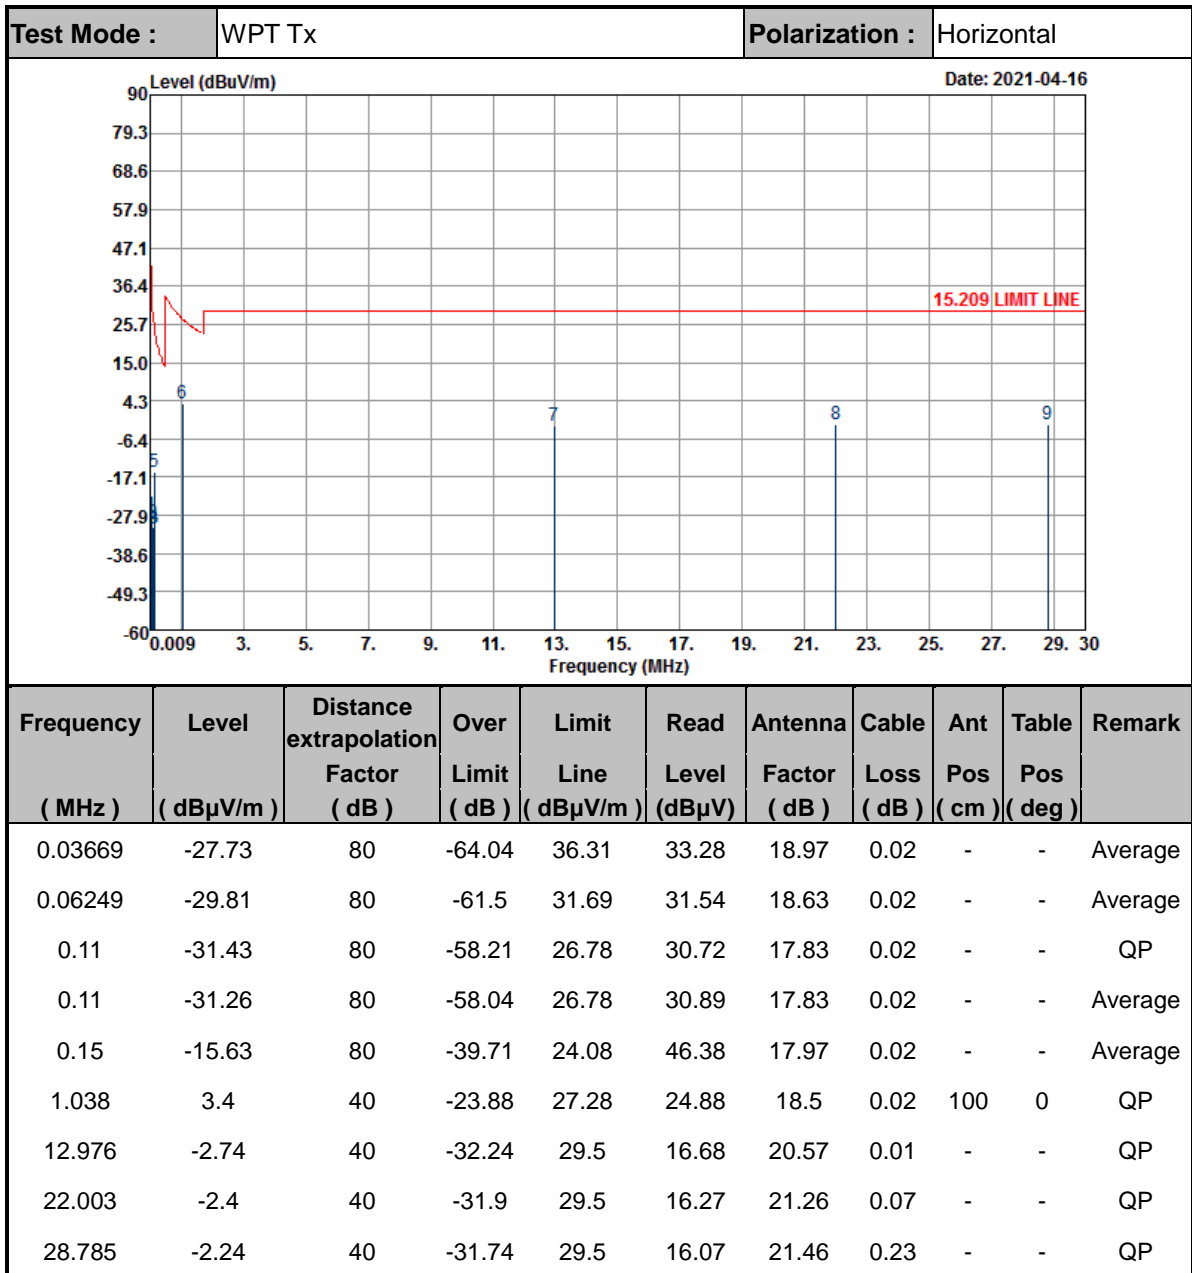 Test Mode : WPT Tx Polarization : Horizontal
Level (dBuV/m) Date: 2021-04-16
90
79.3
68.6
57.9
47.1
36.4
15.209 LIMIT LINE
25.7
15.0
6
4.3
7 8 9
-6.4
5
-17.1
-27.9
-38.6
-49.3
-60
0.009 3. 5. 7. 9. 11. 13. 15. 17. 19. 21. 23. 25. 27. 29. 30
Frequency (MHz)
Frequency Level Distance extrapolation Over Limit Read Antenna Cable Ant Table Remark
Factor Limit Line Level Factor Loss Pos Pos
( MHz ) ( dBµV/m ) ( dB ) ( dB ) ( dBµV/m ) (dBµV) ( dB ) ( dB ) ( cm ) ( deg )
0.03669 -27.73 80 -64.04 36.31 33.28 18.97 0.02 - - Average
0.06249 -29.81 80 -61.5 31.69 31.54 18.63 0.02 - - Average
0.11 -31.43 80 -58.21 26.78 30.72 17.83 0.02 - - QP
0.11 -31.26 80 -58.04 26.78 30.89 17.83 0.02 - - Average
0.15 -15.63 80 -39.71 24.08 46.38 17.97 0.02 - - Average
1.038 3.4 40 -23.88 27.28 24.88 18.5 0.02 100 0 QP
12.976 -2.74 40 -32.24 29.5 16.68 20.57 0.01 - - QP
22.003 -2.4 40 -31.9 29.5 16.27 21.26 0.07 - - QP
28.785 -2.24 40 -31.74 29.5 16.07 21.46 0.23 - - QP